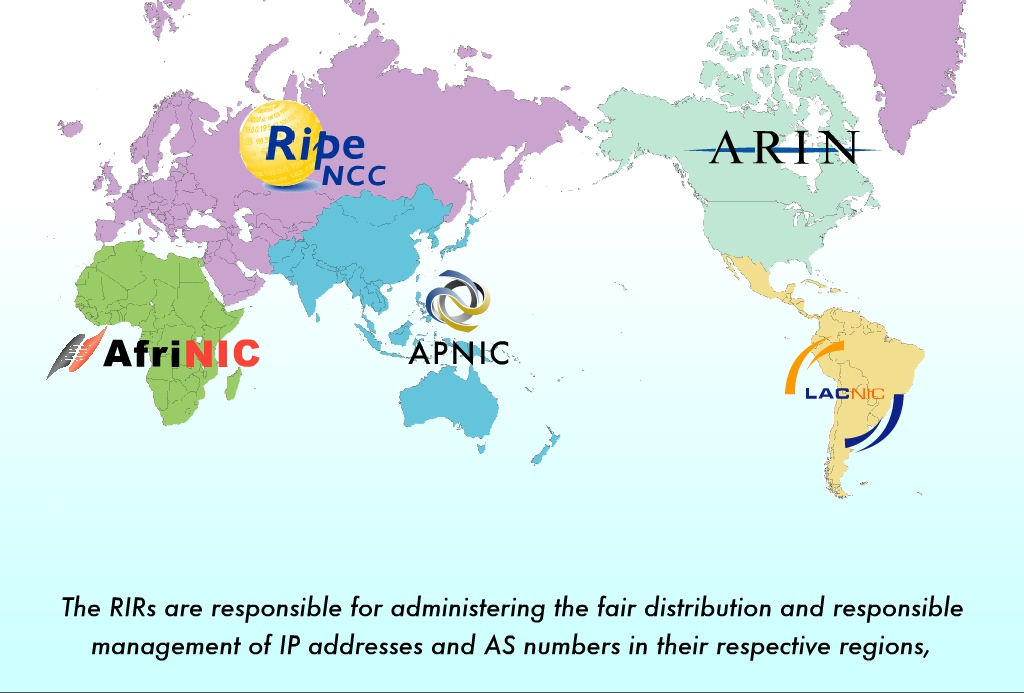 Ripe
NCC
ARIN
AfriNIC
APNIC
LACNIC
The RIRs are responsible for administering the fair distribution and responsible
management of IP addresses and AS numbers in their respective regions,